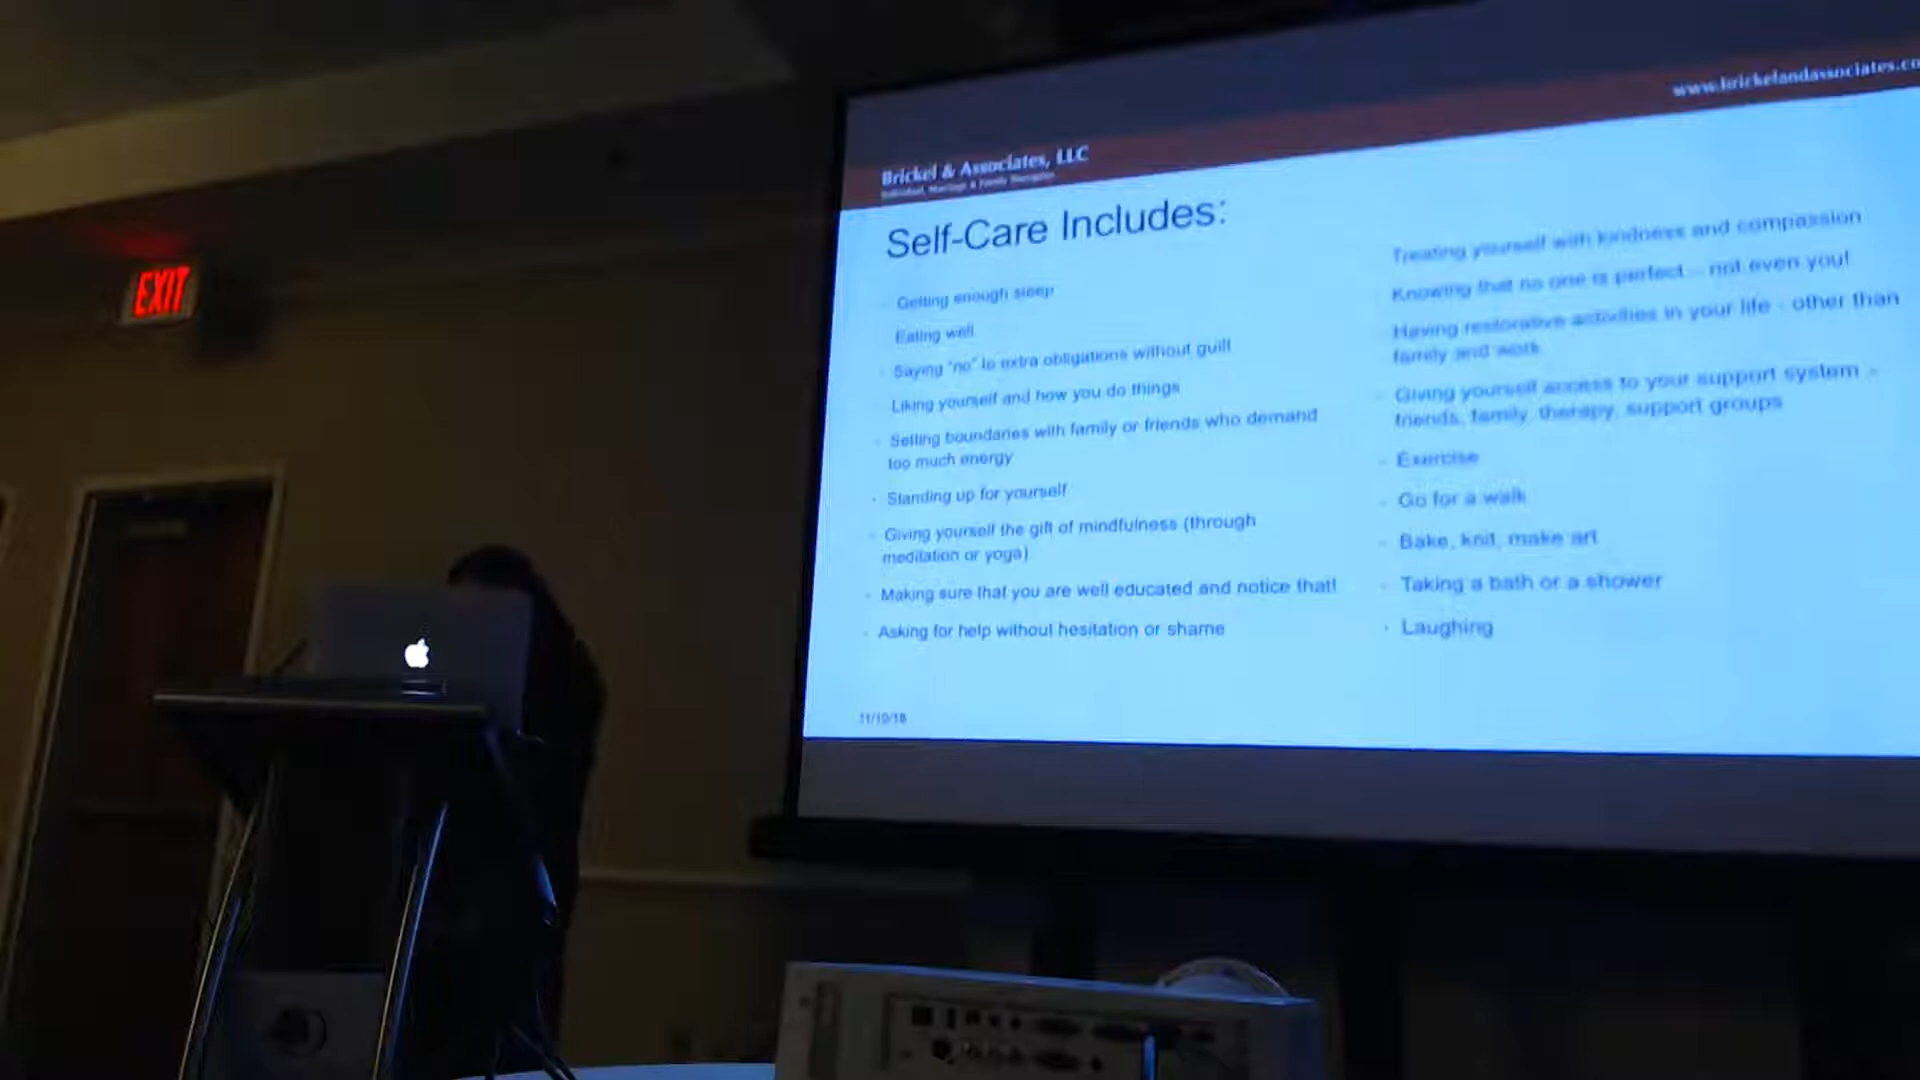 EXIT
www.brickelandassociates.co
Brickel & Associates, LLC
Individual, Marriage & Family Therapies
Self-Care Includes:
- Getting enough sleep
- Eating well
- Saying "no" to extra obligations without guilt
- Liking yourself and how you do things
- Setting boundaries with family or friends who demand
too much energy
- Standing up for yourself
- Giving yourself the gift of mindfulness (through
meditation or yoga)
- Making sure that you are well educated and notice that!
- Asking for help without hesitation or shame
- Treating yourself with kindness and compassion
- Knowing that no one is perfect - not even you!
- Having restorative activities in your life - other than
family and work
- Giving yourself access to your support system -
friends, family, therapy, support groups
- Exercise
- Go for a walk
- Bake, knit, make art
- Taking a bath or a shower
- Laughing
11/10/18